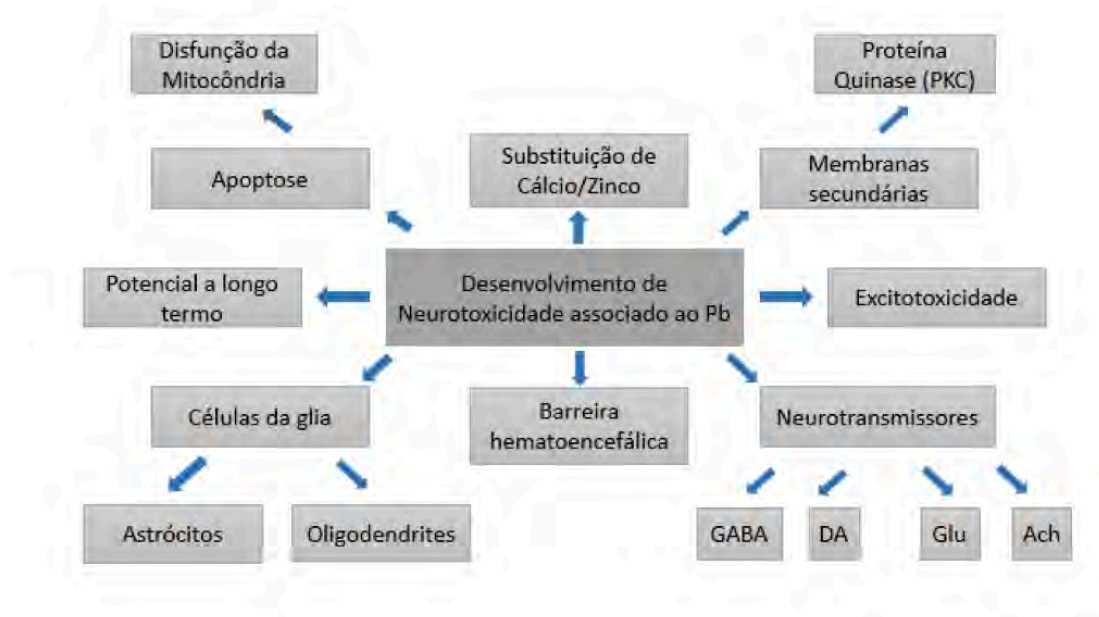 Disfunção da
Mitocôndria
Proteína
Quinase (PKC)
Apoptose
Substituição de
Cálcio/Zinco
Membranas
secundárias
Potencial a longo
termo
Desenvolvimento de
Neurotoxicidade associado ao Pb
Excitotoxicidade
Células da glia
Barreira
hematoencefálica
Neurotransmissores
Astrócitos
Oligodendrites
GABA
DA
Glu
Ach